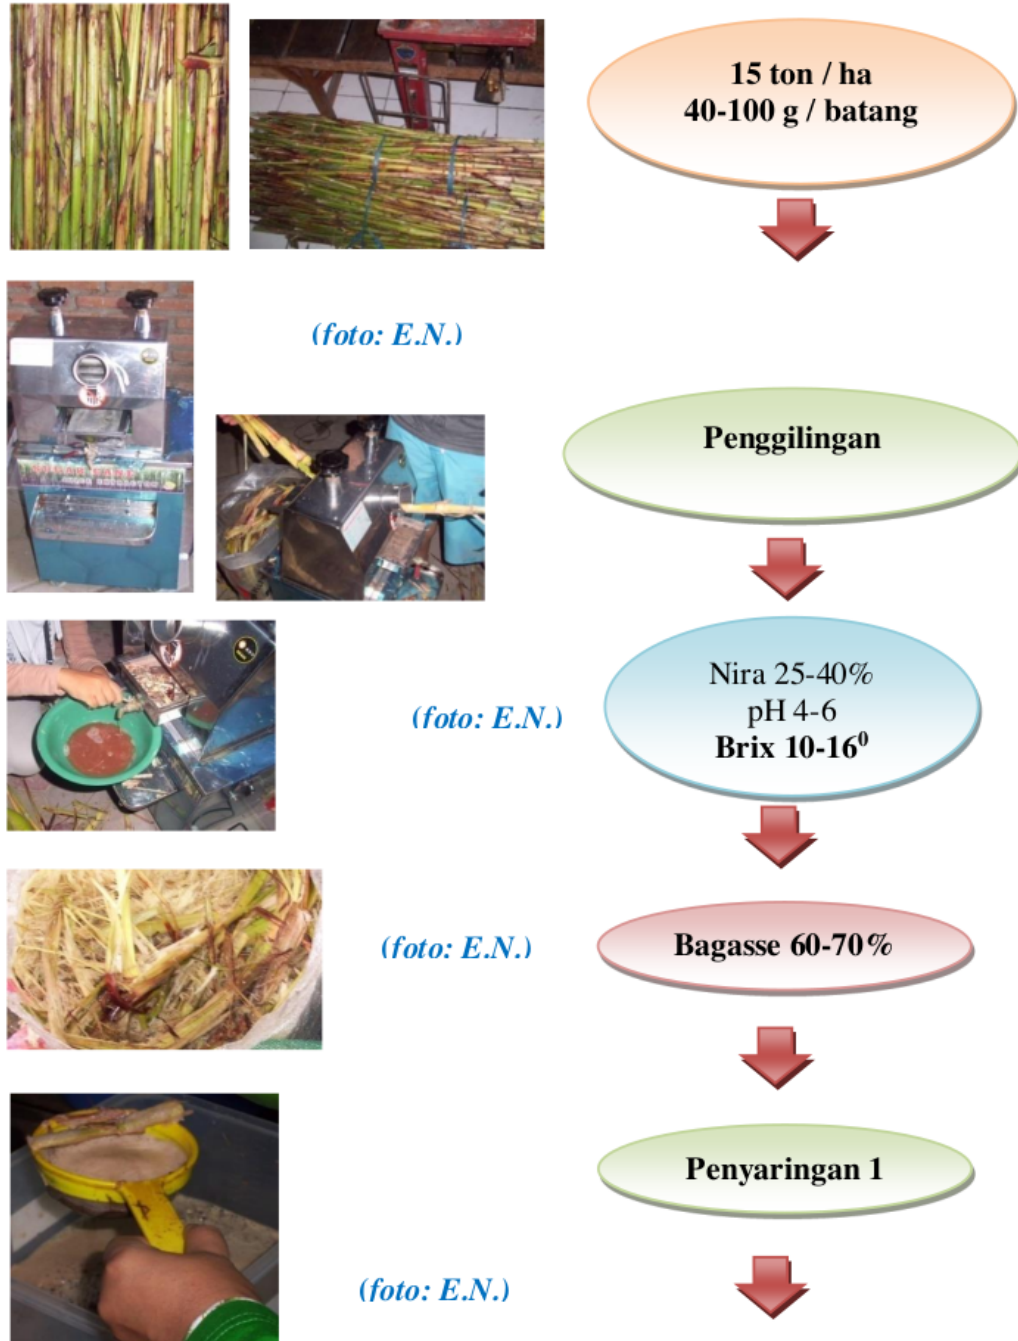 15 ton / ha
40-100 g / batang
(foto: E.N.)
Penggilingan
Nira 25-40%
pH 4-6
(foto: E.N.)
Brix 10-16⁰
(foto: E.N.)
Bagasse 60-70%
Penyaringan 1
(foto: E.N.)